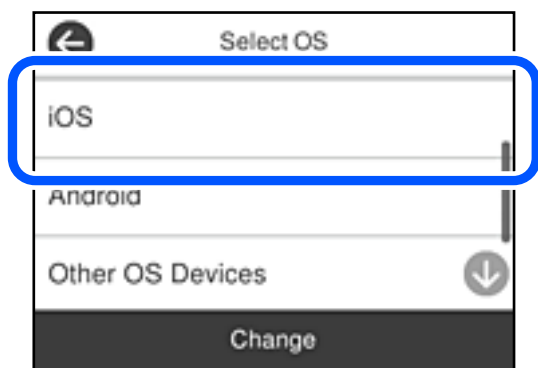 Select OS
iOS
Android
Other OS Devices
Change